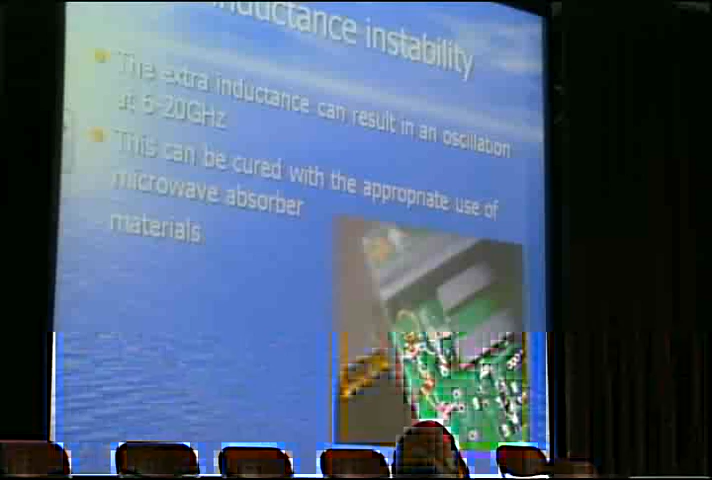 inductance instability
The extra inductance can result in an oscillation
at 6-20GHz
This can be cured with the appropriate use of
microwave absorber
materials